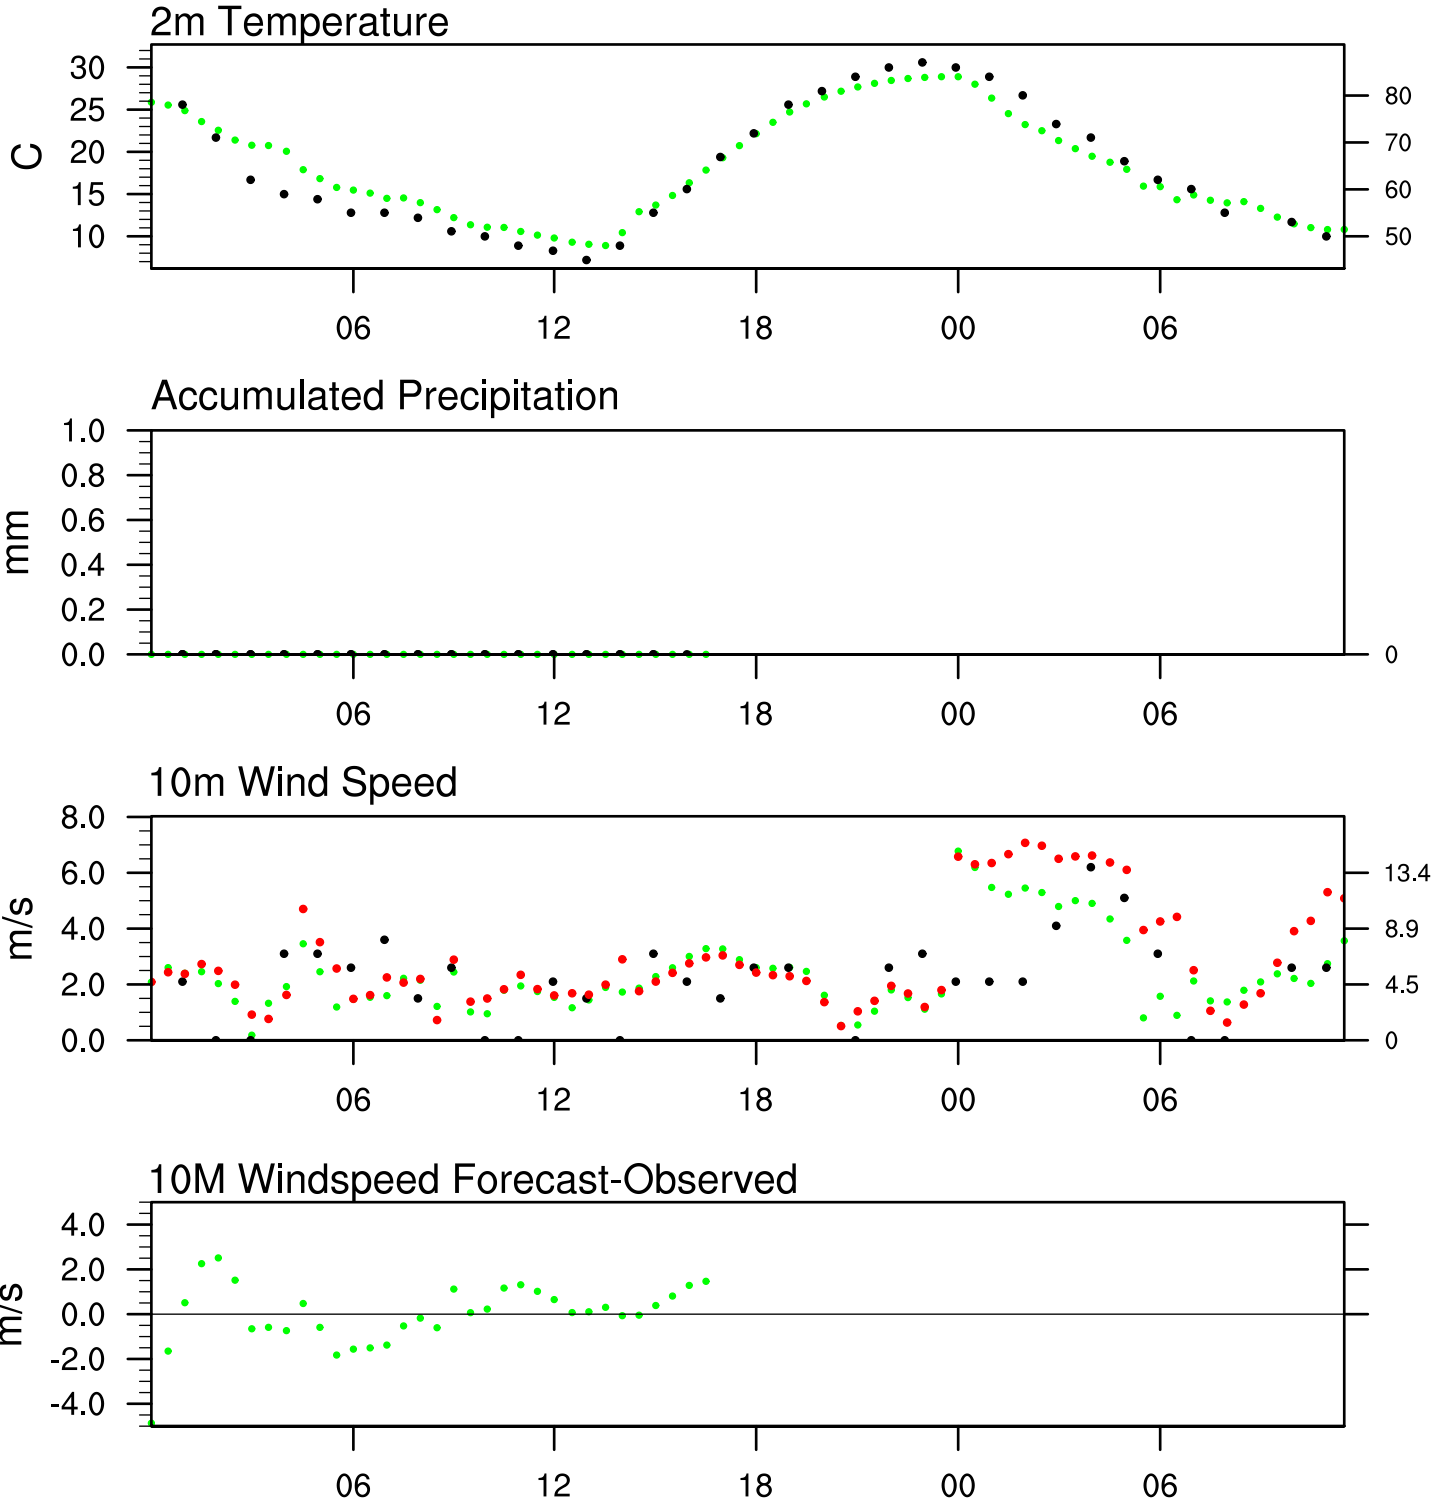 2m Temperature
30
25
20
15
10
C
80
70
60
50
06 12 18 00 06
Accumulated Precipitation
1.0
0.8
0.6
0.4
0.2
0.0
mm
0
06 12 18 00 06
10m Wind Speed
8.0
6.0
4.0
2.0
0.0
m/s
13.4
8.9
4.5
0
06 12 18 00 06
10M Windspeed Forecast-Observed
4.0
2.0
0.0
-2.0
-4.0
m/s
06 12 18 00 06